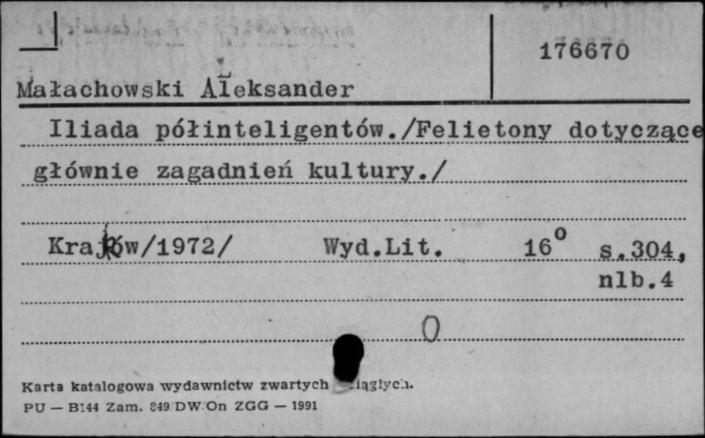 176670
Małachowski Aleksander
Iliada półinteligentów./Felietony dotyczące
głównie zagadnień kultury./
Kraków/1972/ Wyd.Lit. 16° s.304,
nlb.4
0
Karta katalogowa wydawnictw zwartych
PU — B144 Zam. 849 DW On ZGG — 1991